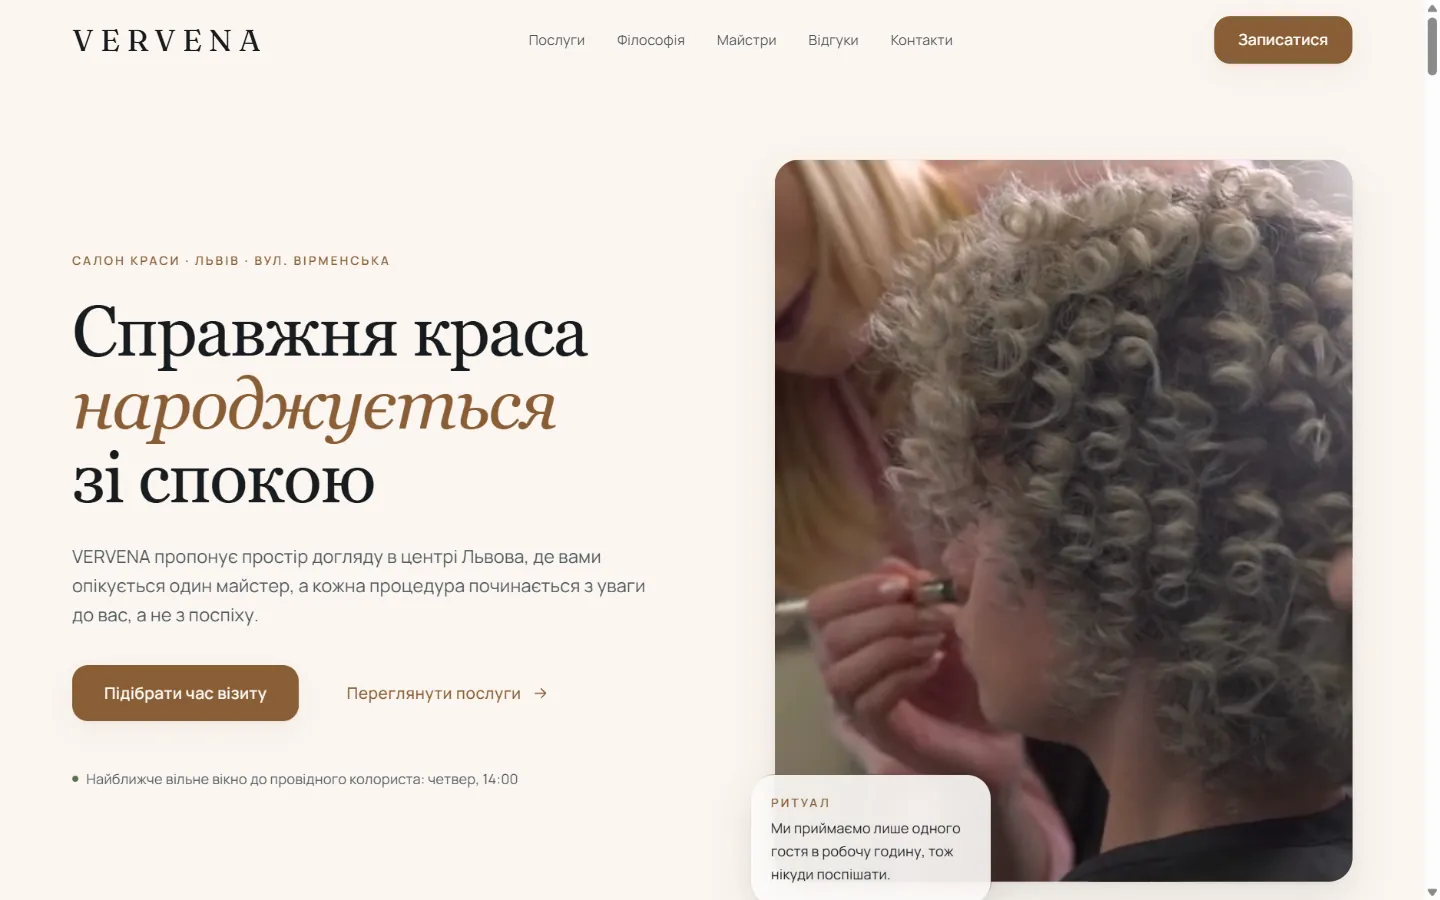 VERVENA
Послуги
Філософія
Майстри
Відгуки
Контакти
Записатися
САЛОН КРАСИ · ЛЬВІВ · ВУЛ. ВІРМЕНСЬКА
Справжня краса
народжується
зі спокою
VERVENA пропонує простір догляду в центрі Львова, де вами
опікується один майстер, а кожна процедура починається з уваги
до вас, а не з поспіху.
Підібрати час візиту
Переглянути послуги →
Найближче вільне вікно до провідного колориста: четвер, 14:00
РИТУАЛ
Ми приймаємо лише одного
гостя в робочу годину, тож
нікуди поспішати.